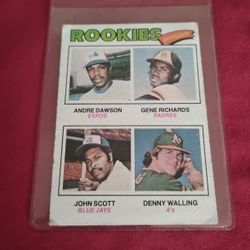 ROOKIES
ANDRE DAWSON
EXPOS
GENE RICHARDS
PADRES
JOHN SCOTT
BLUE JAYS
DENNY WALLING
A's